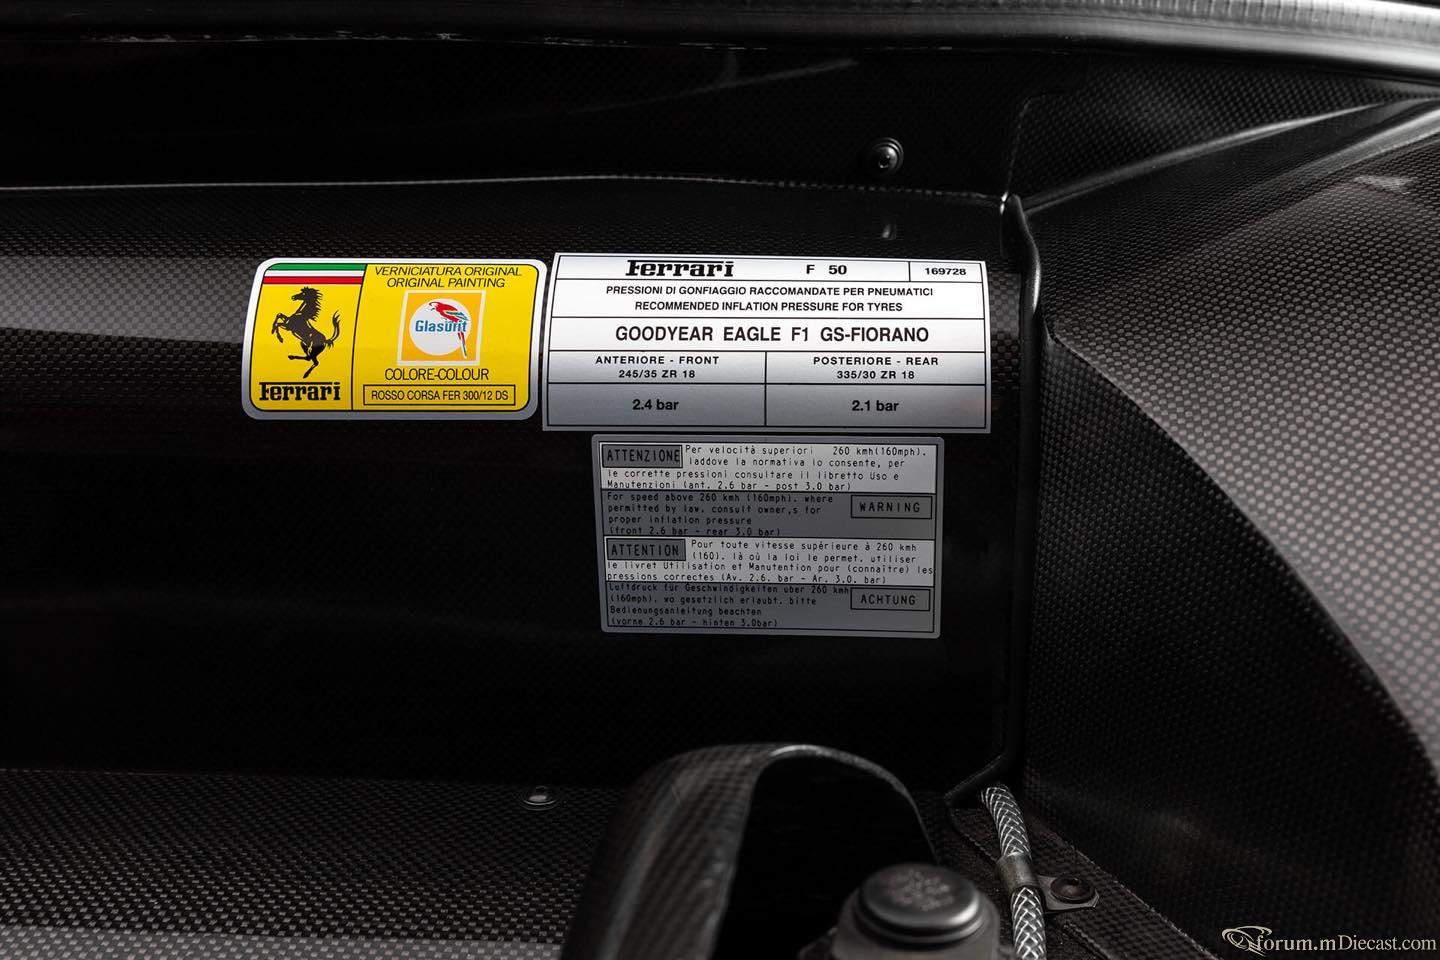 VERNICIATURA ORIGINAL
ORIGINAL PAINTING
Glasurit
COLORE-COLOUR
ROSSO CORSA FER 300/12 DS
Ferrari
Ferrari F 50 169728
PRESSIONI DI GONFIAGGIO RACCOMANDATE PER PNEUMATICI
RECOMMENDED INFLATION PRESSURE FOR TYRES
GOODYEAR EAGLE F1 GS-FIORANO
ANTERIORE - FRONT
245/35 ZR 18
POSTERIORE - REAR
335/30 ZR 18
2.4 bar
2.1 bar
ATTENZIONE Per velocità superiori 260 kmh(160mph).
laddove la normativa lo consente, per
le corrette pressioni consultare il libretto Uso e
Manutenzioni (ant. 2.6 bar - post 3.0 bar)
For speed above 260 kmh (160mph). where
permitted by law. consult owner,s for
proper inflation pressure
(front 2.6 bar - rear 3.0 bar)
WARNING
ATTENTION Pour toute vitesse supérieure à 260 kmh
(160). là où la loi le permet. utiliser
le livret Utilisation et Manutention pour (connaître) les
pressions correctes (Av. 2.6. bar - Ar. 3.0. bar)
Luftdruck für Geschwindigkeiten über 260 kmh
(160mph). wo gesetzlich erlaubt. bitte
Bedienungsanleitung beachten
(vorne 2.6 bar - hinten 3.0bar)
ACHTUNG
forum.mDiecast.com